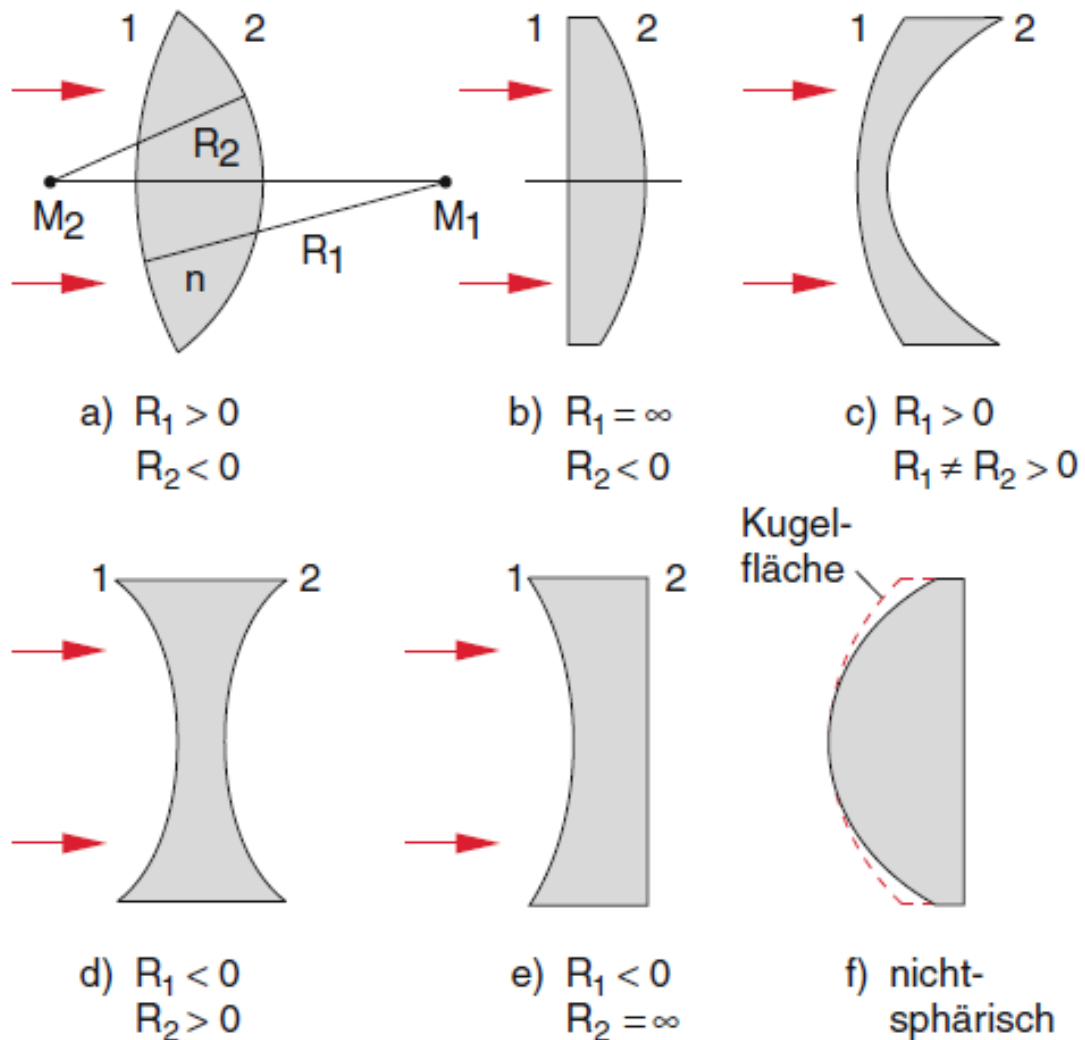 1 2
R₂
M₂ M₁
R₁
n
a) R₁ > 0
R₂ < 0
1 2
b) R₁ = ∞
R₂ < 0
1 2
c) R₁ > 0
R₁ ≠ R₂ > 0
1 2
d) R₁ < 0
R₂ > 0
1 2
e) R₁ < 0
R₂ = ∞
Kugel-
fläche
f) nicht-
sphärisch